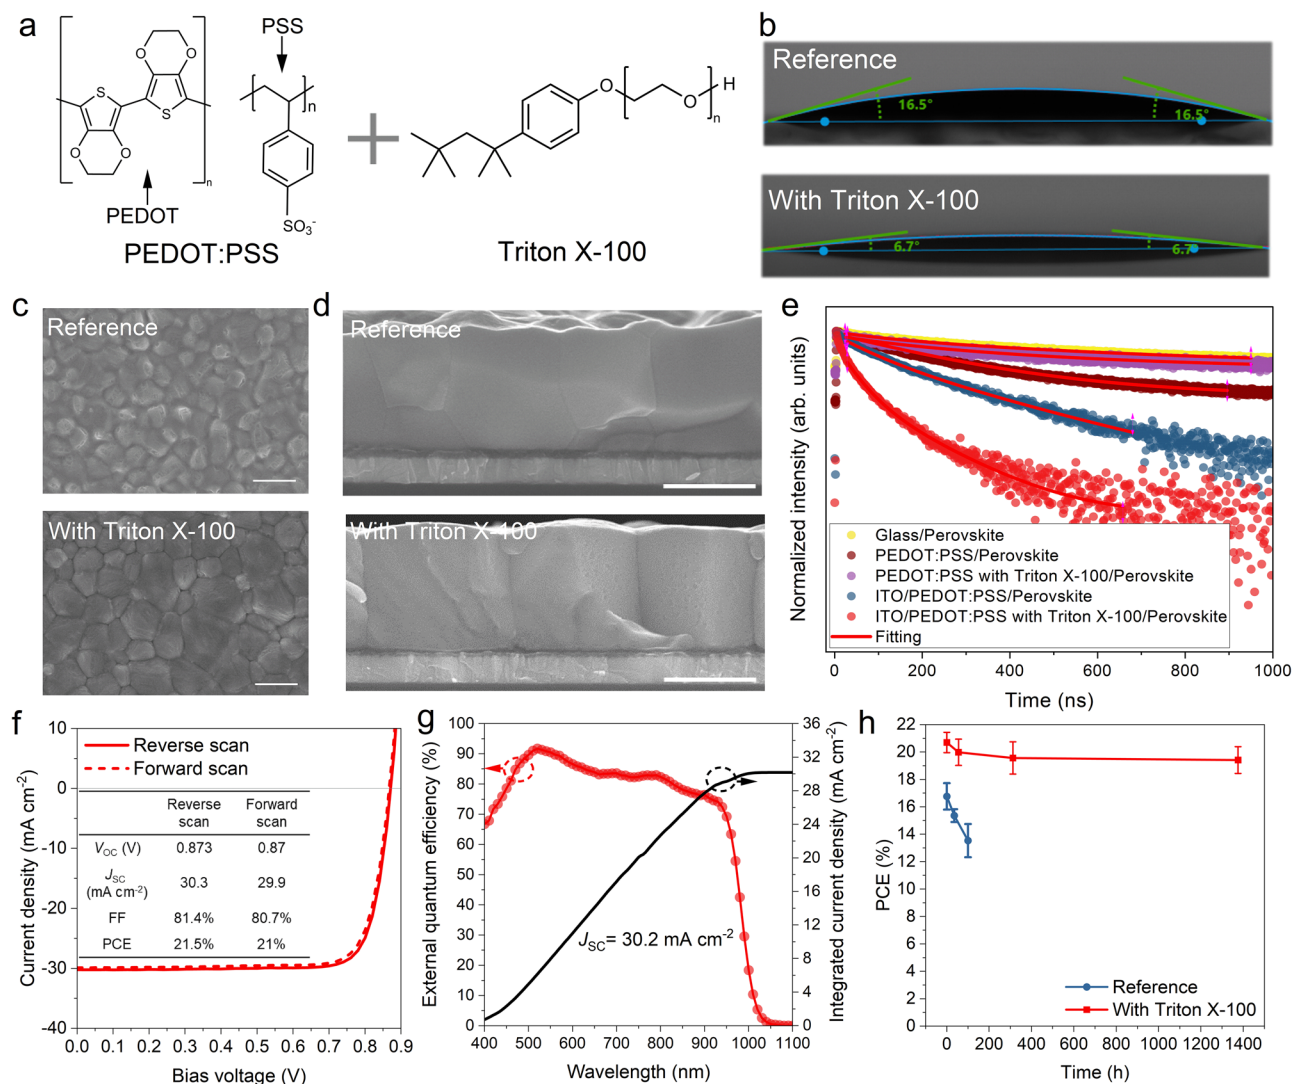 a
PSS
O
O
S
S
O
O
n
n
PEDOT
SO₃⁻
PEDOT:PSS
O
O
H
n
Triton X-100
b
Reference
16.5°
16.5°
With Triton X-100
6.7°
6.7
c
Reference
With Triton X-100
d
Reference
With Triton X-100
e
Normalized intensity (arb. units)
Glass/Perovskite
PEDOT:PSS/Perovskite
PEDOT:PSS with Triton X-100/Perovskite
ITO/PEDOT:PSS/Perovskite
ITO/PEDOT:PSS with Triton X-100/Perovskite
Fitting
0 200 400 600 800 1000
Time (ns)
f
Current density (mA cm⁻²)
10
0
-10
-20
-30
-40
Reverse scan
Forward scan
Reverse scan Forward scan
V_OC (V) 0.873 0.87
J_SC (mA cm⁻²) 30.3 29.9
FF 81.4% 80.7%
PCE 21.5% 21%
0.0 0.1 0.2 0.3 0.4 0.5 0.6 0.7 0.8 0.9
Bias voltage (V)
g
External quantum efficiency (%)
100
90
80
70
60
50
40
30
20
10
0
J_SC= 30.2 mA cm⁻²
36
32
28
24
20
16
12
8
4
0
Integrated current density (mA cm⁻²)
400 500 600 700 800 900 1000 1100
Wavelength (nm)
h
PCE (%)
22
20
18
16
14
12
10
8
6
4
2
0
Reference
With Triton X-100
0 200 400 600 800 1000 1200 1400
Time (h)